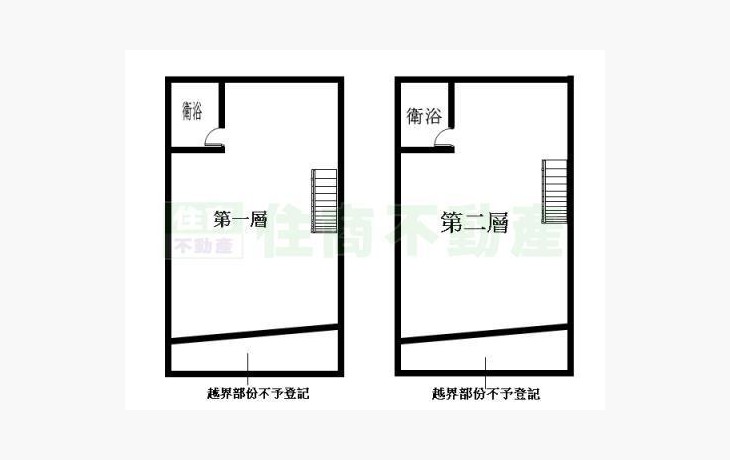 衛浴
衛浴
第一層
第二層
住商
不動產
住商不動產
越界部份不予登記
越界部份不予登記